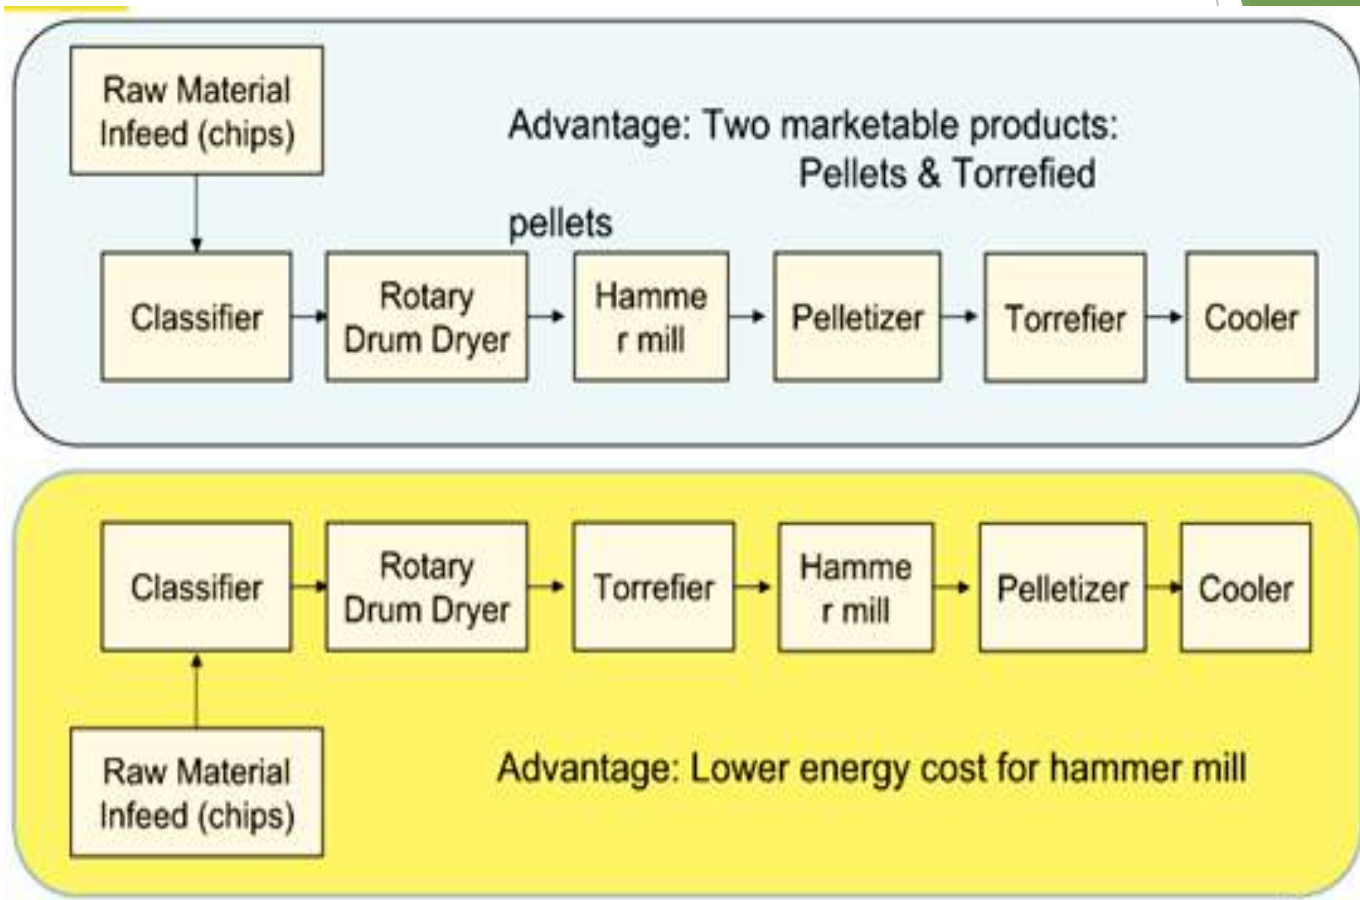 Raw Material
Infeed (chips)
Advantage: Two marketable products:
Pellets & Torrefied
pellets
Classifier
Rotary
Drum Dryer
Hamme
r mill
Pelletizer
Torrefier
Cooler
Classifier
Rotary
Drum Dryer
Torrefier
Hamme
r mill
Pelletizer
Cooler
Raw Material
Infeed (chips)
Advantage: Lower energy cost for hammer mill